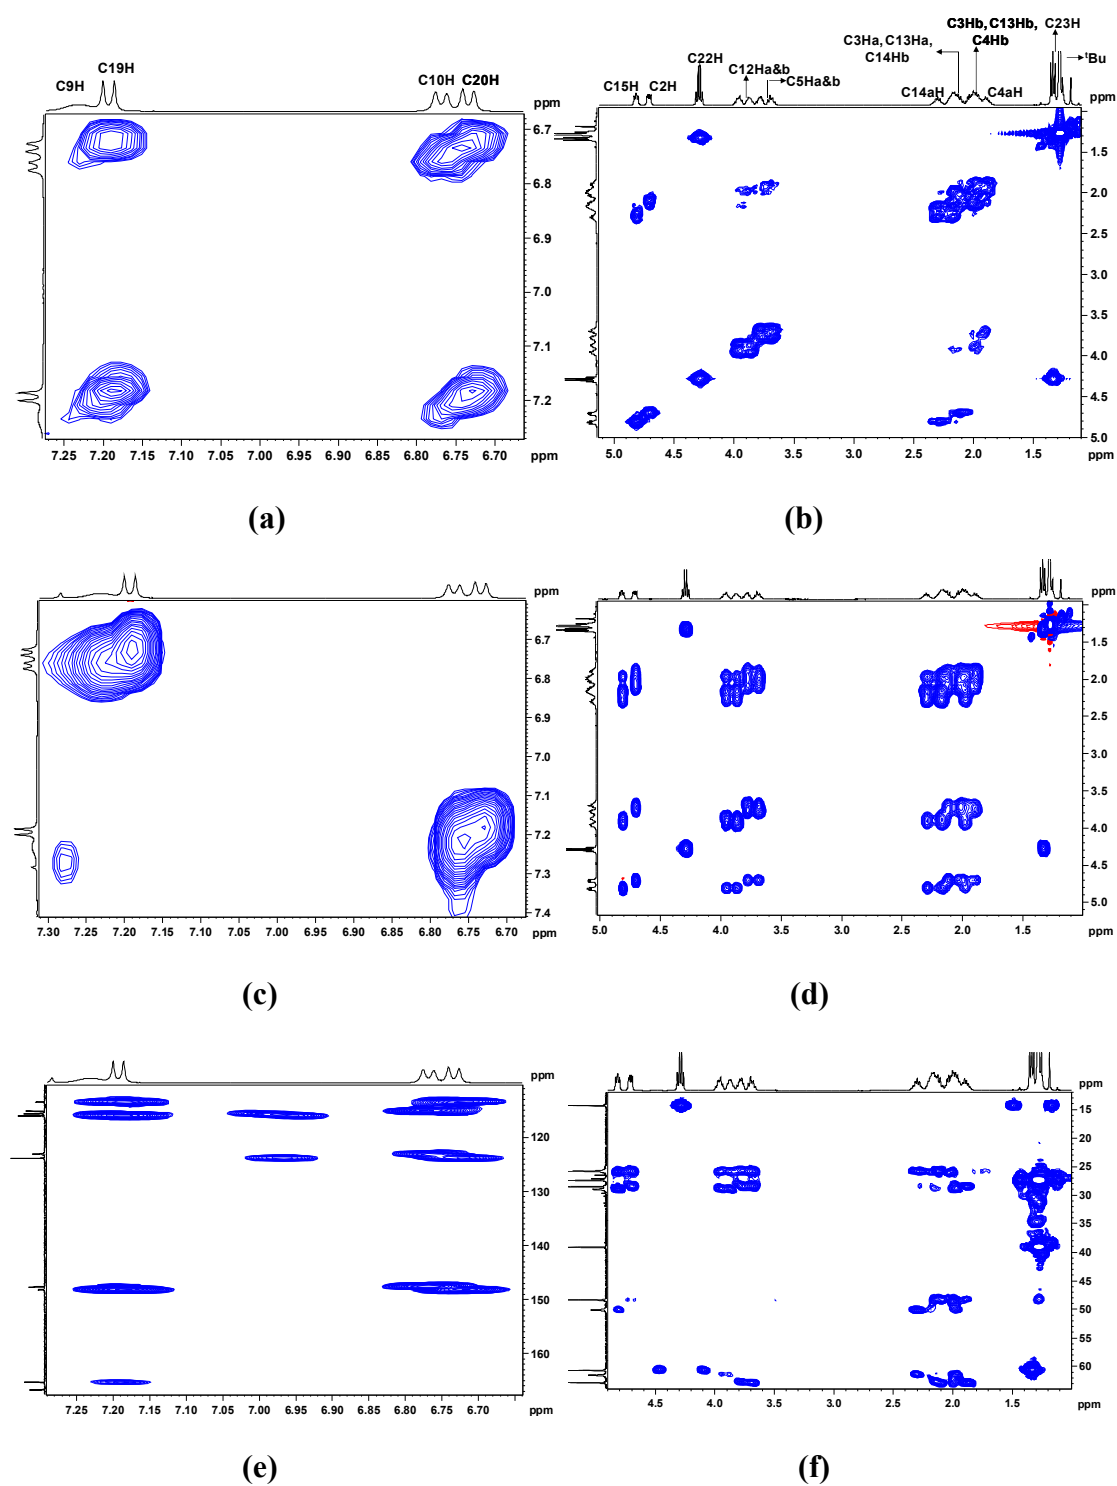 C9H
C19H
C10H
C20H
ppm
6.7
6.8
6.9
7.0
7.1
7.2
7.25 7.20 7.15 7.10 7.05 7.00 6.95 6.90 6.85 6.80 6.75 6.70 ppm
(a)
C15H
C2H
C22H
C12Ha&b
C5Ha&b
C3Ha, C13Ha,
C14Hb
C3Hb, C13Hb,
C4Hb
C23H
tBu
C14aH
C4aH
ppm
1.5
2.0
2.5
3.0
3.5
4.0
4.5
5.0
5.0 4.5 4.0 3.5 3.0 2.5 2.0 1.5 ppm
(b)
ppm
6.7
6.8
6.9
7.0
7.1
7.2
7.3
7.4
7.30 7.25 7.20 7.15 7.10 7.05 7.00 6.95 6.90 6.85 6.80 6.75 6.70 ppm
(c)
ppm
1.5
2.0
2.5
3.0
3.5
4.0
4.5
5.0
5.0 4.5 4.0 3.5 3.0 2.5 2.0 1.5 ppm
(d)
ppm
120
130
140
150
160
7.25 7.20 7.15 7.10 7.05 7.00 6.95 6.90 6.85 6.80 6.75 6.70 ppm
(e)
ppm
15
20
25
30
35
40
45
50
55
60
4.5 4.0 3.5 3.0 2.5 2.0 1.5 ppm
(f)